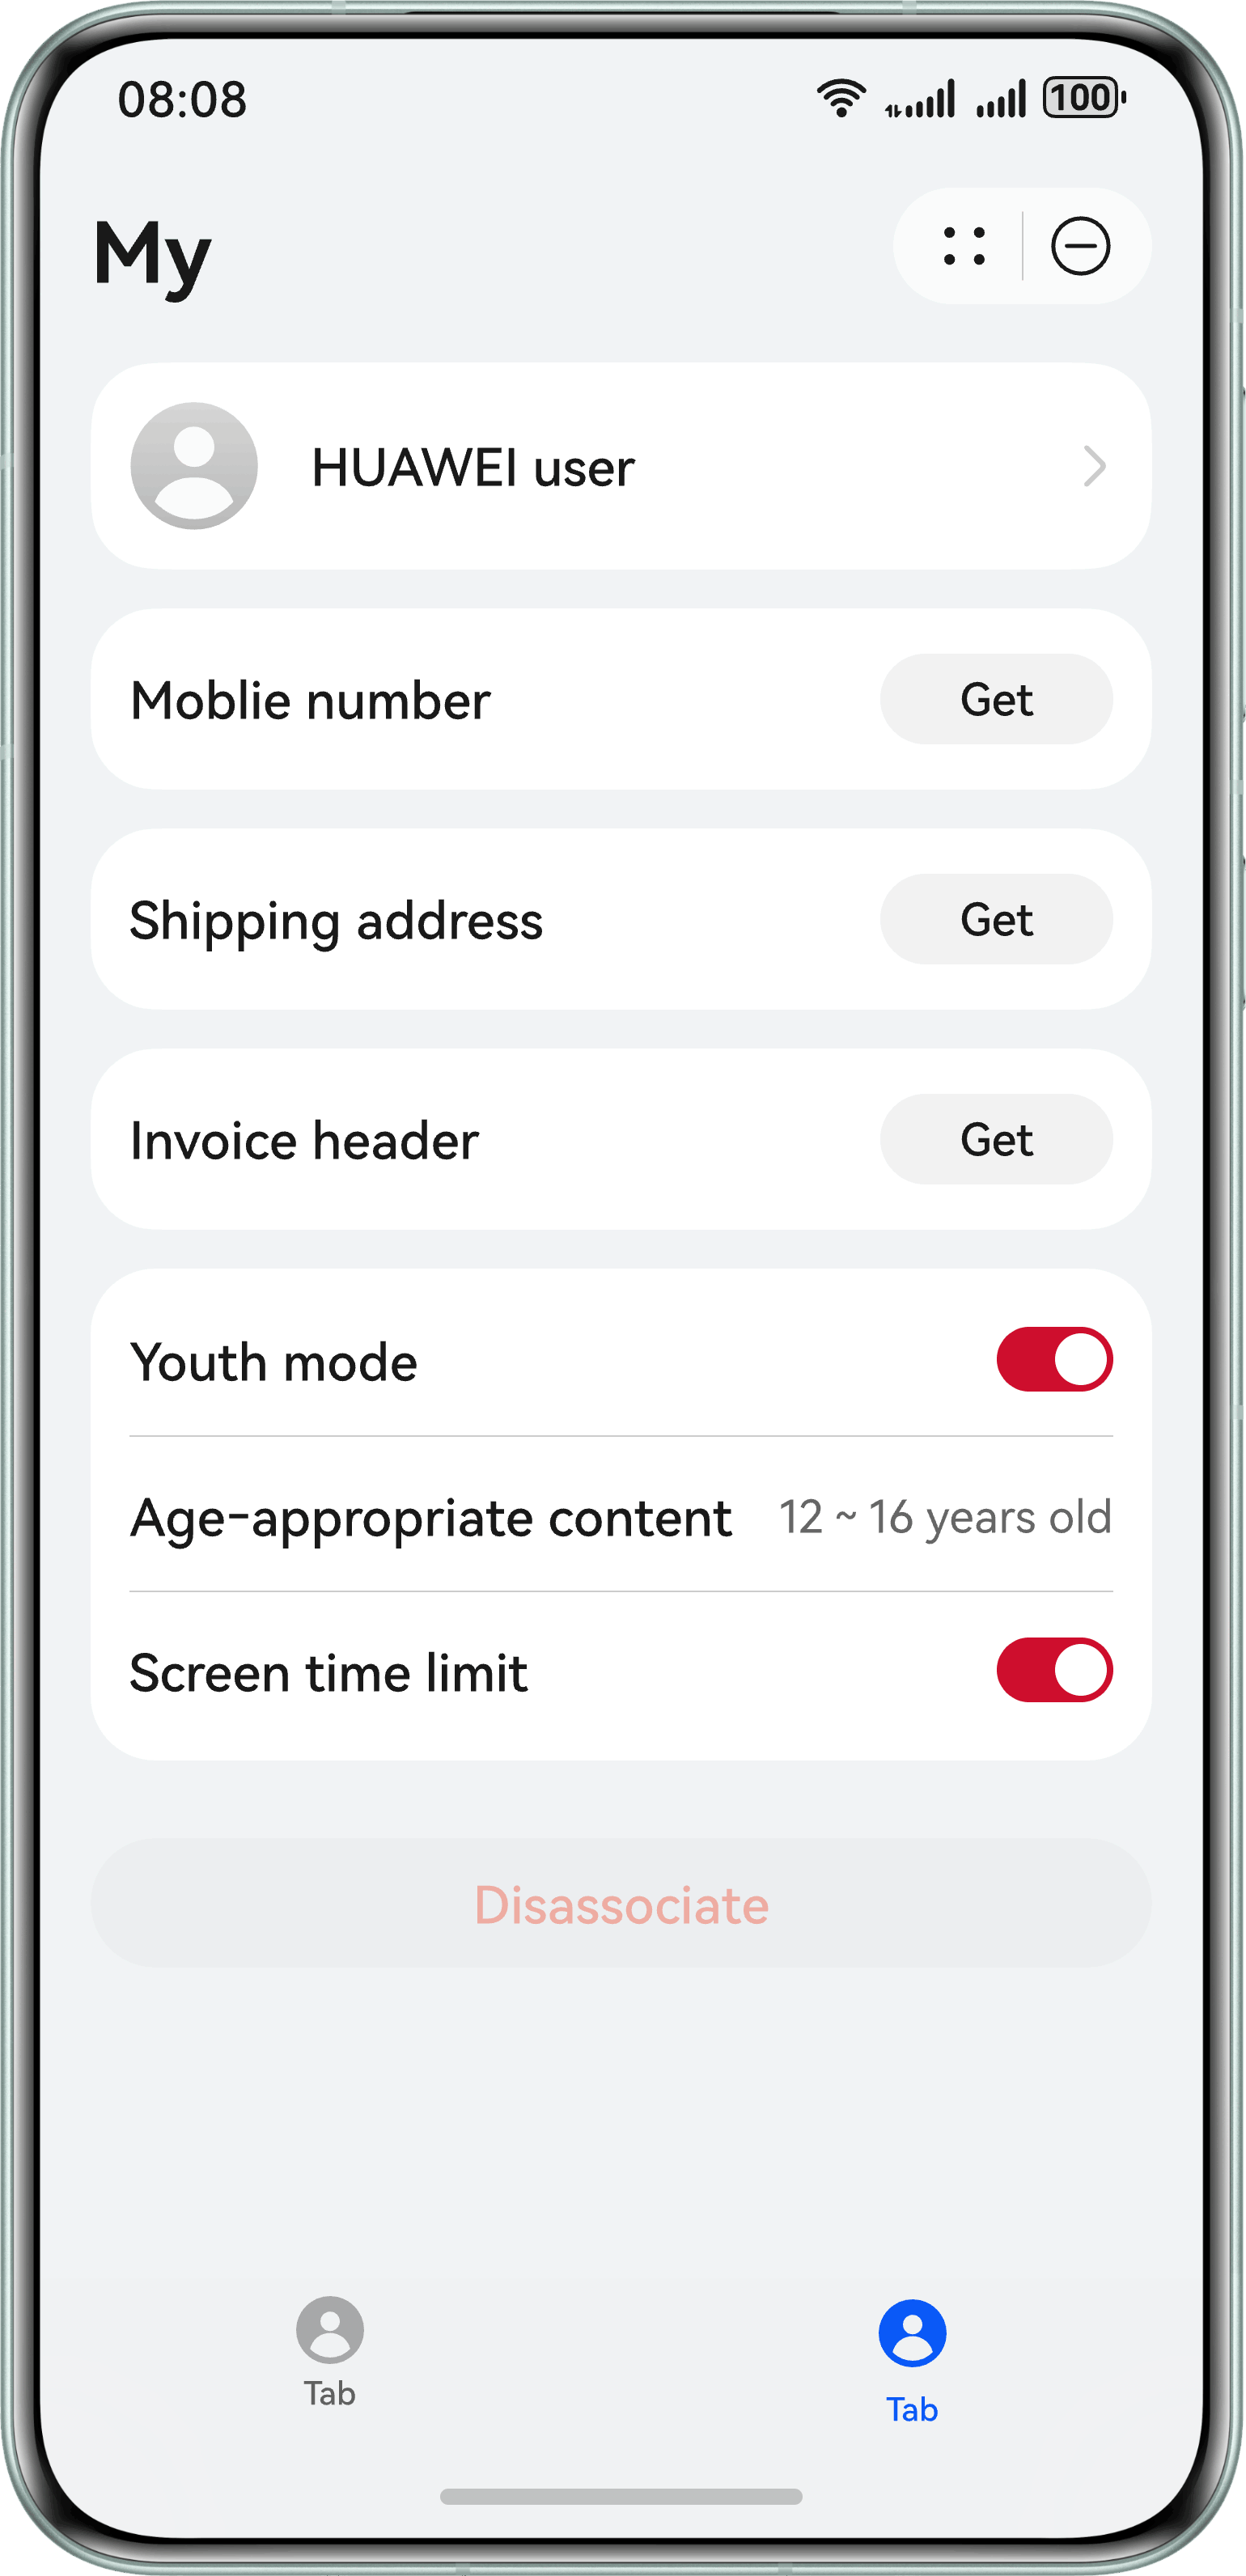 08:08
100
My
HUAWEI user
Moblie number
Get
Shipping address
Get
Invoice header
Get
Youth mode
Age-appropriate content
12 ~ 16 years old
Screen time limit
Disassociate
Tab
Tab